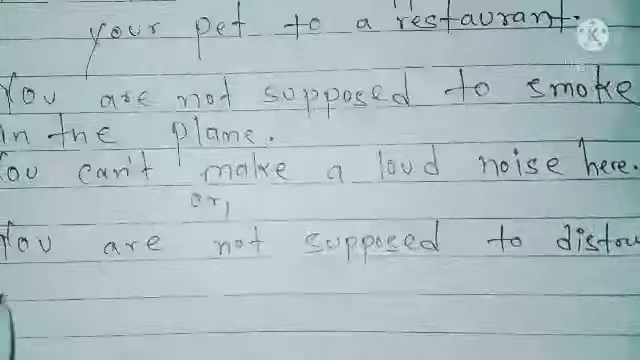 your pet to a restaurant.
You are not supposed to smoke
in the plane.
You can't make a loud noise here.
or,
You are not supposed to distou